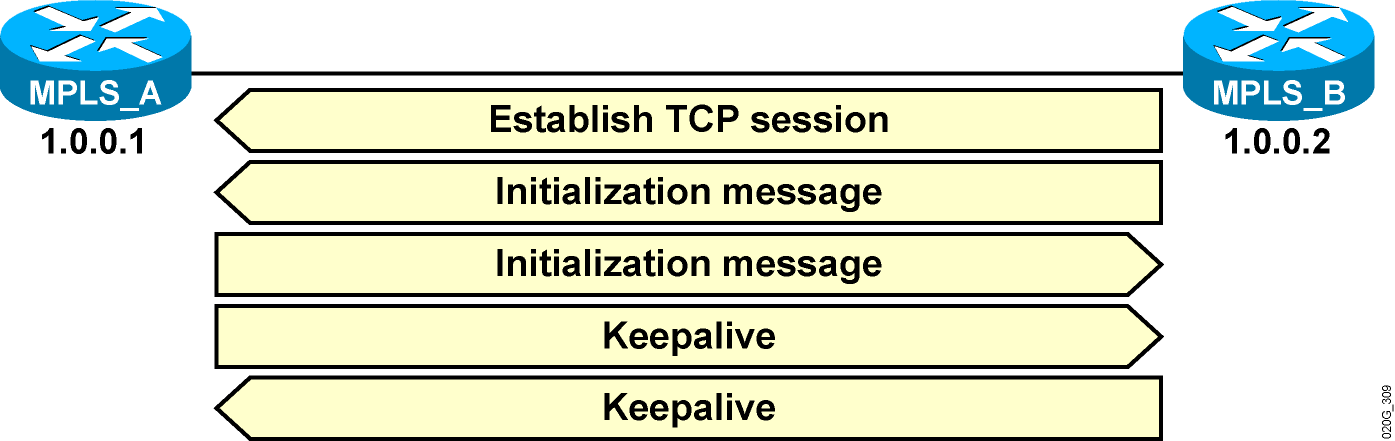 MPLS_A
MPLS_B
1.0.0.1
1.0.0.2
Establish TCP session
Initialization message
Initialization message
Keepalive
Keepalive
020G_309